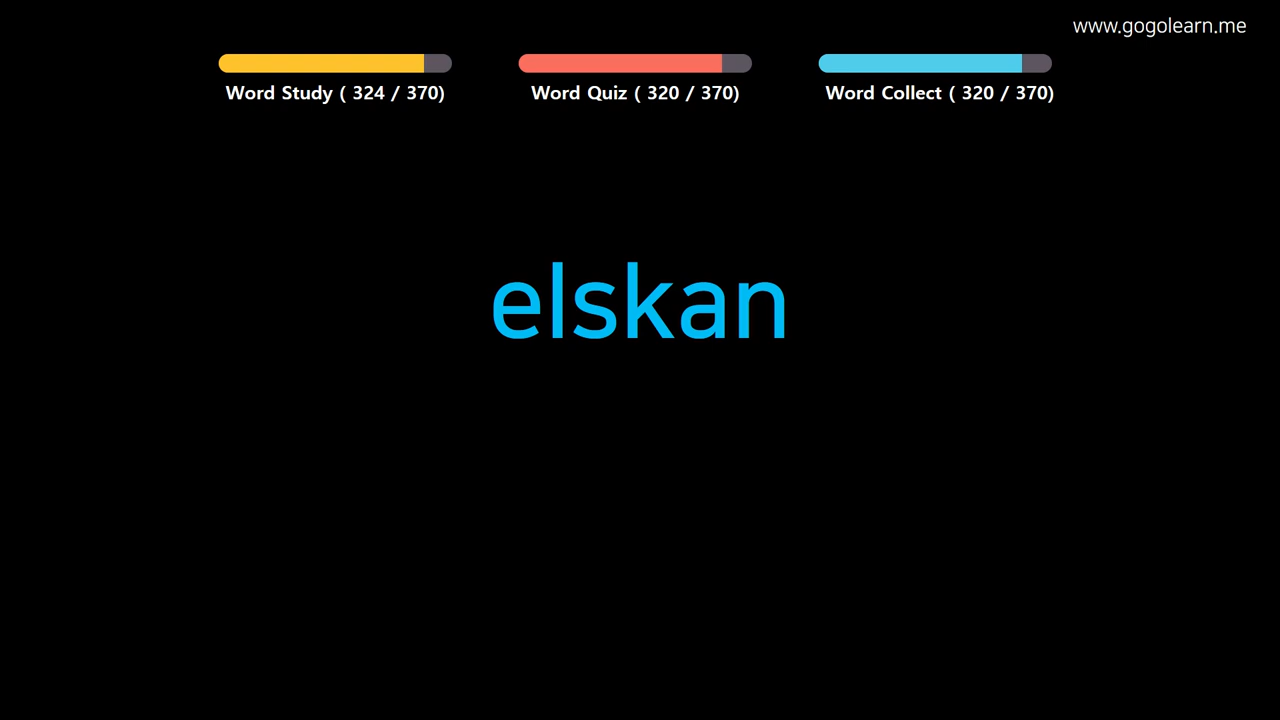 www.gogolearn.me
Word Study ( 324 / 370)
Word Quiz ( 320 / 370)
Word Collect ( 320 / 370)
elskan